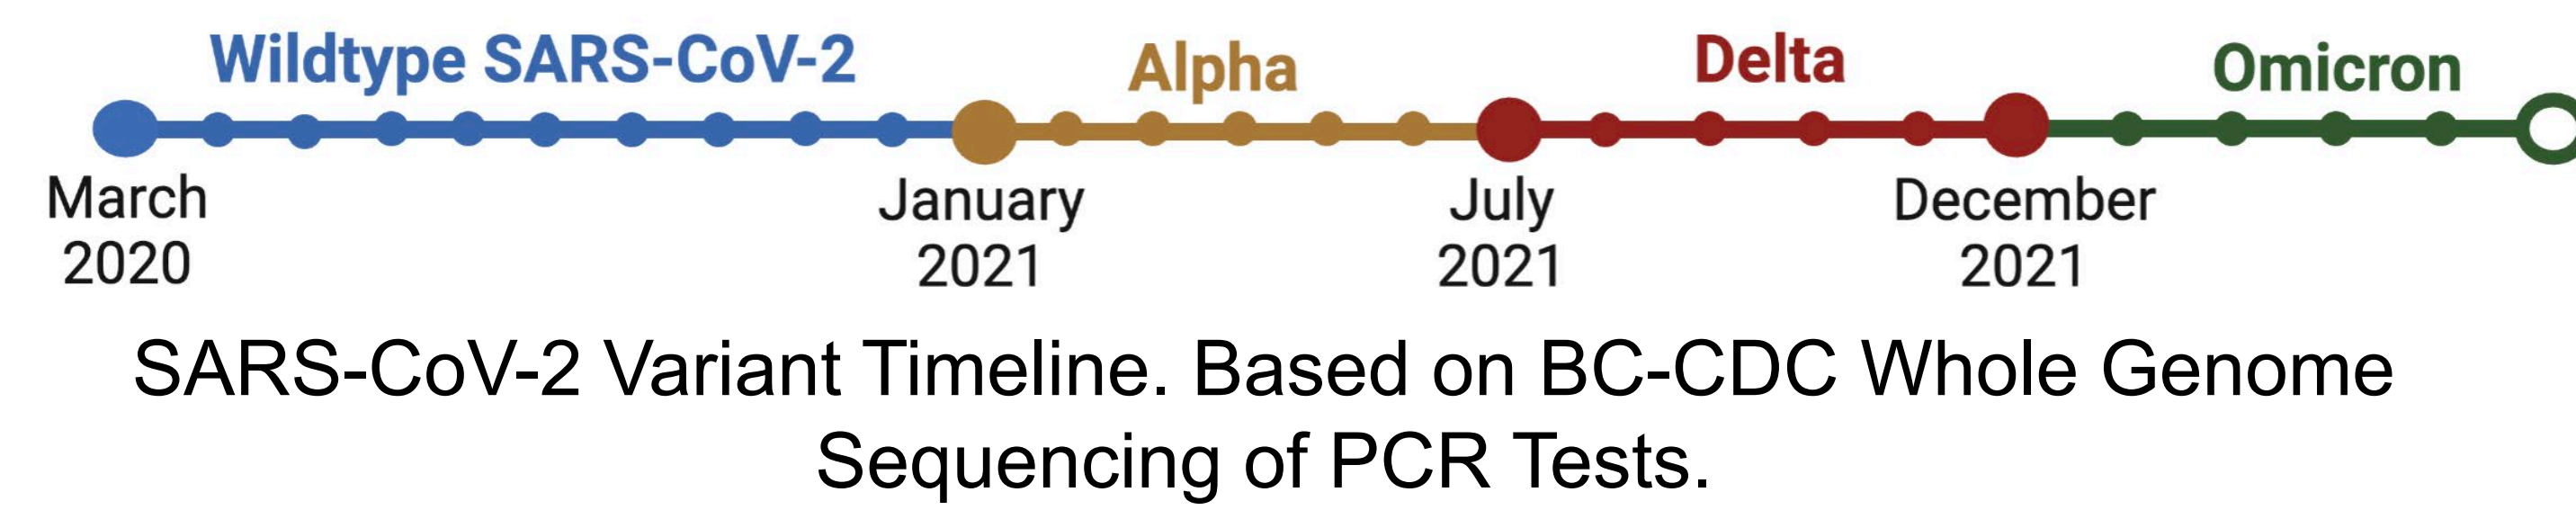 Wildtype SARS-CoV-2 Alpha Delta Omicron
March January July December
2020 2021 2021 2021
SARS-CoV-2 Variant Timeline. Based on BC-CDC Whole Genome
Sequencing of PCR Tests.